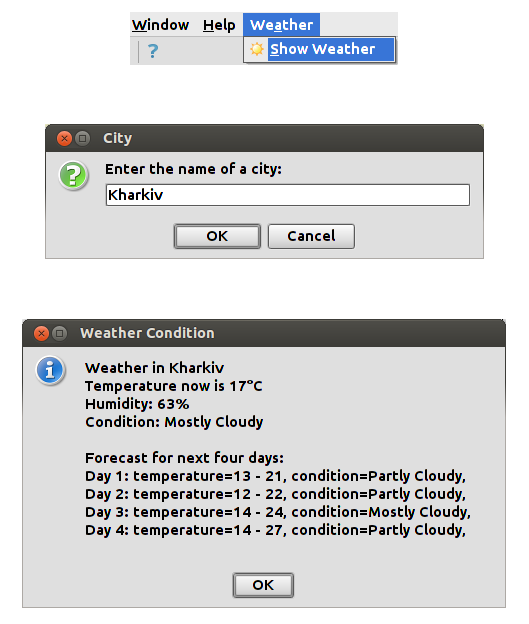 Window Help Weather
?
Show Weather
City
Enter the name of a city:
Kharkiv
OK Cancel
Weather Condition
Weather in Kharkiv
Temperature now is 17°C
Humidity: 63%
Condition: Mostly Cloudy
Forecast for next four days:
Day 1: temperature=13 - 21, condition=Partly Cloudy,
Day 2: temperature=12 - 22, condition=Partly Cloudy,
Day 3: temperature=14 - 24, condition=Mostly Cloudy,
Day 4: temperature=14 - 27, condition=Partly Cloudy,
OK